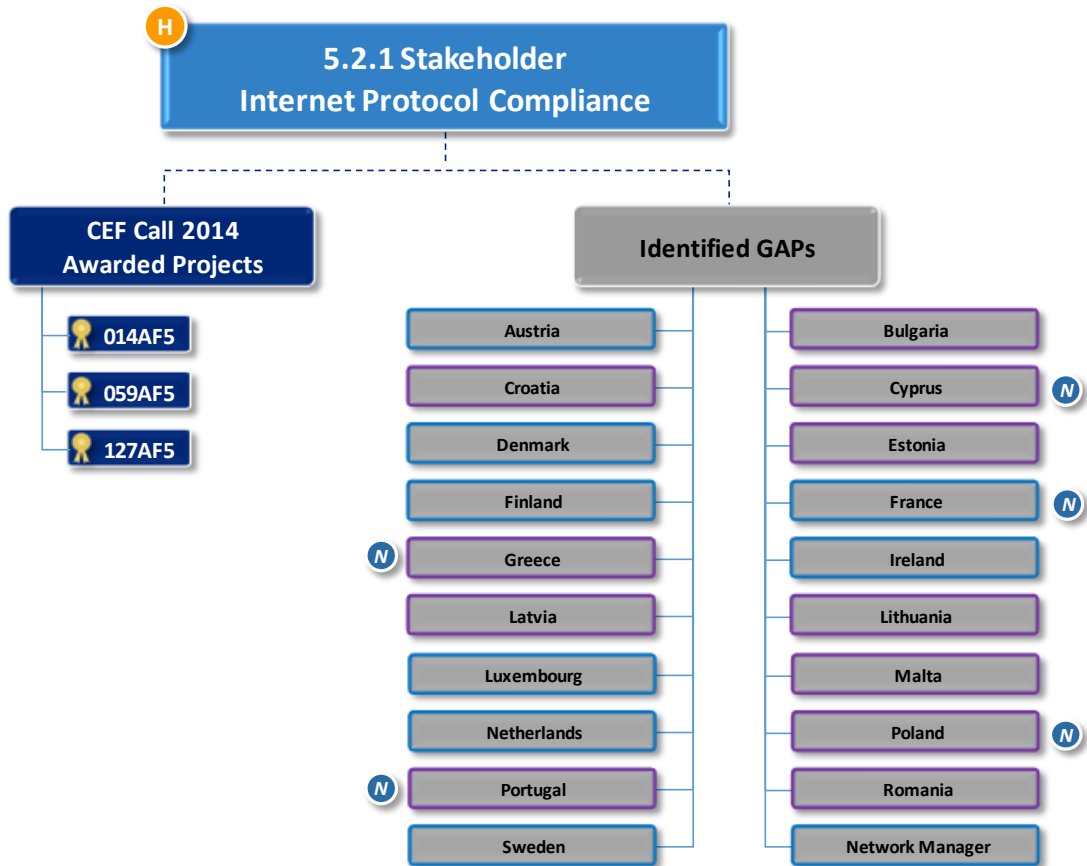 H
5.2.1 Stakeholder
Internet Protocol Compliance
CEF Call 2014
Awarded Projects
014AF5
059AF5
127AF5
Identified GAPs
Austria
Bulgaria
Croatia
Cyprus
N
Denmark
Estonia
Finland
France
N
N
Greece
Ireland
Latvia
Lithuania
Luxembourg
Malta
Netherlands
Poland
N
N
Portugal
Romania
Sweden
Network Manager